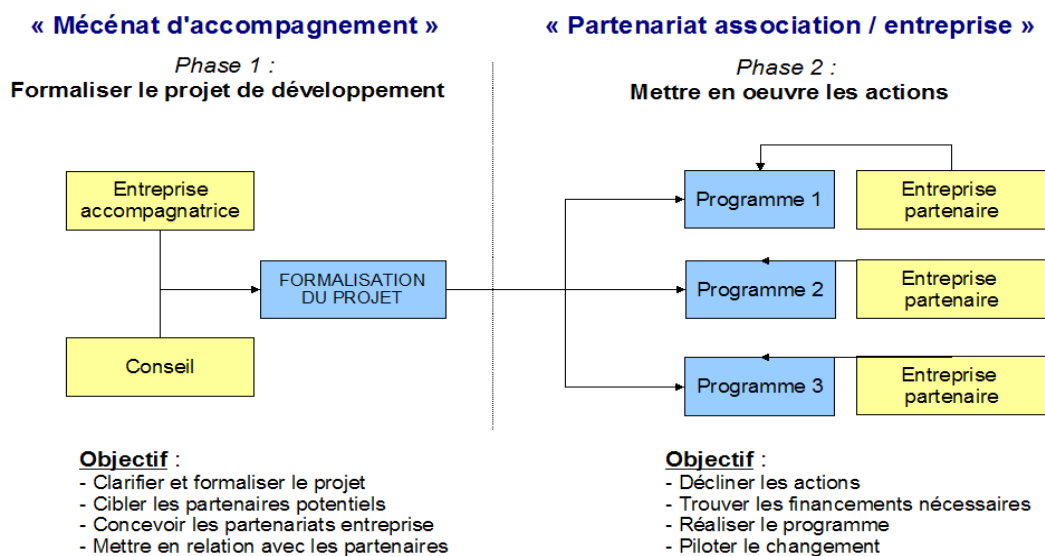 « Mécénat d'accompagnement »
Phase 1 :
Formaliser le projet de développement
Entreprise
accompagnatrice
FORMALISATION
DU PROJET
Conseil
Objectif :
- Clarifier et formaliser le projet
- Cibler les partenaires potentiels
- Concevoir les partenariats entreprise
- Mettre en relation avec les partenaires
« Partenariat association / entreprise »
Phase 2 :
Mettre en oeuvre les actions
Programme 1
Entreprise
partenaire
Programme 2
Entreprise
partenaire
Programme 3
Entreprise
partenaire
Objectif :
- Décliner les actions
- Trouver les financements nécessaires
- Réaliser le programme
- Piloter le changement